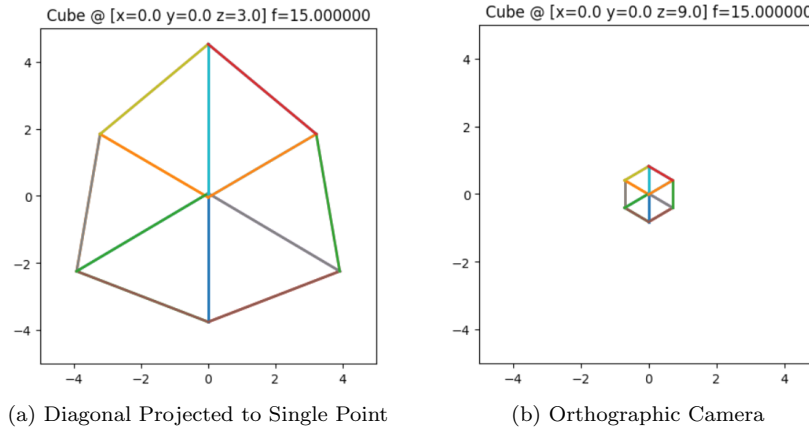 Cube @ [x=0.0 y=0.0 z=3.0] f=15.000000
4
2
0
−2
−4
−4 −2 0 2 4
(a) Diagonal Projected to Single Point
Cube @ [x=0.0 y=0.0 z=9.0] f=15.000000
4
2
0
−2
−4
−4 −2 0 2 4
(b) Orthographic Camera